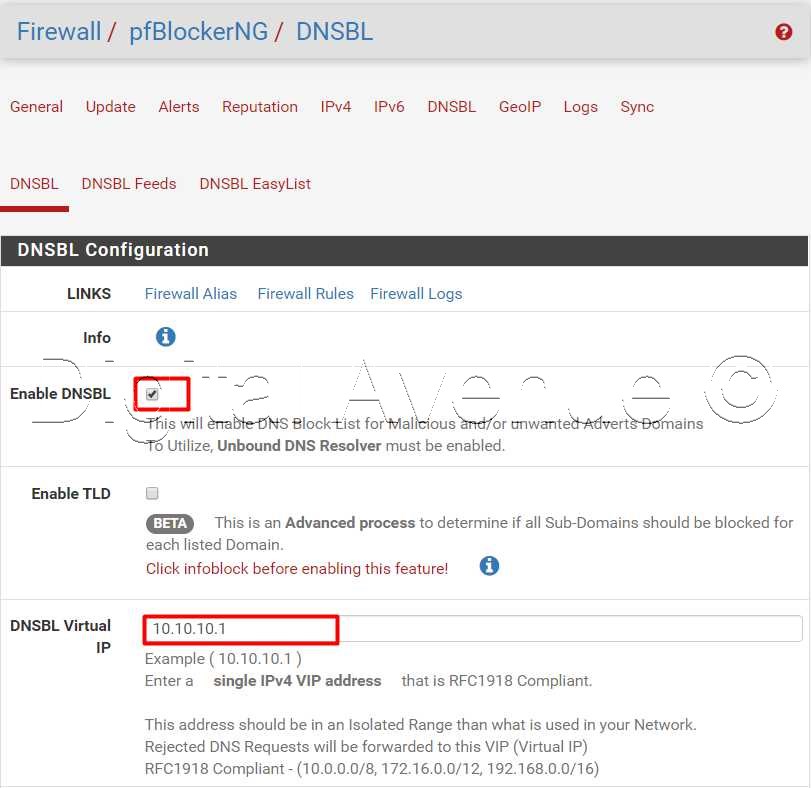 Firewall / pfBlockerNG / DNSBL
General Update Alerts Reputation IPv4 IPv6 DNSBL GeoIP Logs Sync
DNSBL DNSBL Feeds DNSBL EasyList
DNSBL Configuration
LINKS Firewall Alias Firewall Rules Firewall Logs
Info
Digital Avenue ©
Enable DNSBL
This will enable DNS Block List for Malicious and/or unwanted Adverts Domains
To Utilize, Unbound DNS Resolver must be enabled.
Enable TLD
BETA This is an Advanced process to determine if all Sub-Domains should be blocked for
each listed Domain.
Click infoblock before enabling this feature!
DNSBL Virtual IP
10.10.10.1
Example ( 10.10.10.1 )
Enter a single IPv4 VIP address that is RFC1918 Compliant.
This address should be in an Isolated Range than what is used in your Network.
Rejected DNS Requests will be forwarded to this VIP (Virtual IP)
RFC1918 Compliant - (10.0.0.0/8, 172.16.0.0/12, 192.168.0.0/16)